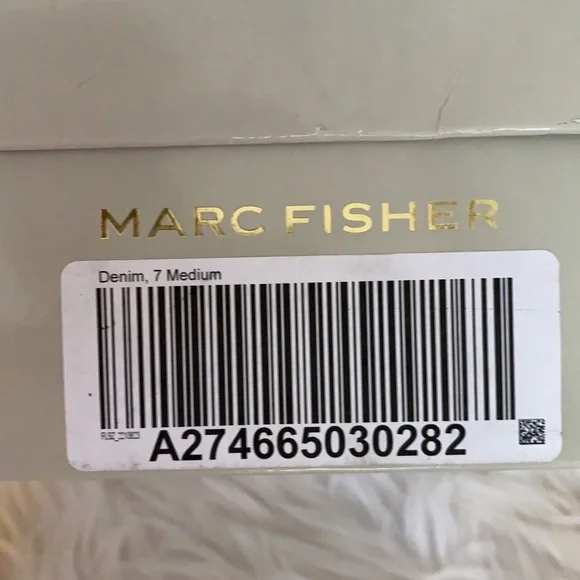 MARC FISHER
Denim, 7 Medium
A274665030282